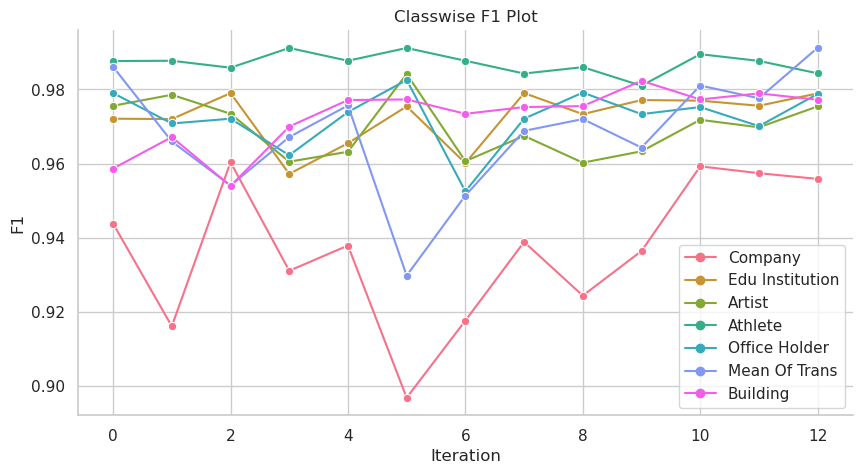 Classwise F1 Plot
F1
0.98
0.96
0.94
0.92
0.90
0 2 4 6 8 10 12
Iteration
Company
Edu Institution
Artist
Athlete
Office Holder
Mean Of Trans
Building